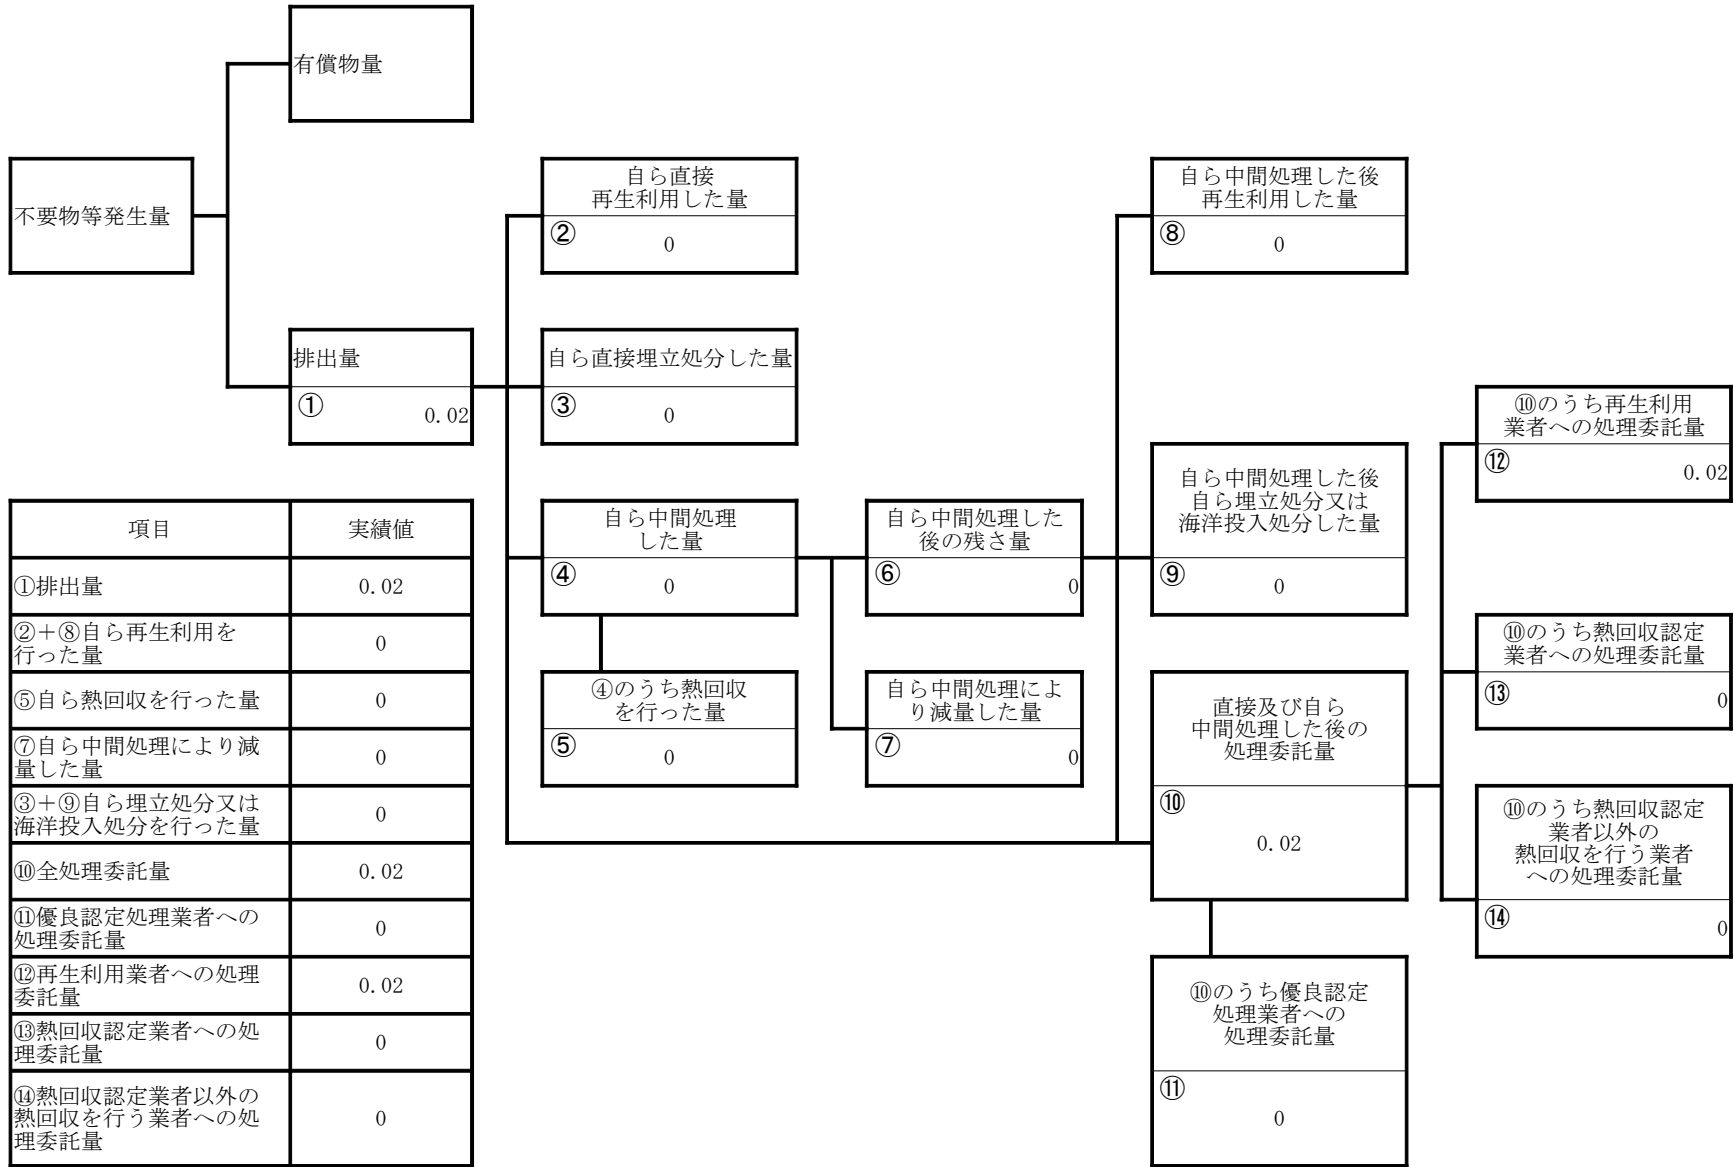 有償物量
不要物等発生量
自ら直接
再生利用した量
②
0
自ら中間処理した後
再生利用した量
⑧
0
排出量
①
0.02
自ら直接埋立処分した量
③
0
⑩のうち再生利用
業者への処理委託量
⑫
0.02
自ら中間処理
した量
④
0
自ら中間処理した
後の残さ量
⑥
0
自ら中間処理した後
自ら埋立処分又は
海洋投入処分した量
⑨
0
④のうち熱回収
を行った量
⑤
0
自ら中間処理によ
り減量した量
⑦
0
直接及び自ら
中間処理した後の
処理委託量
⑩
0.02
⑩のうち熱回収認定
業者への処理委託量
⑬
0
⑩のうち熱回収認定
業者以外の
熱回収を行う業者
への処理委託量
⑭
0
⑩のうち優良認定
処理業者への
処理委託量
⑪
0
項目 実績値
①排出量 0.02
②+⑧自ら再生利用を
行った量 0
⑤自ら熱回収を行った量 0
⑦自ら中間処理により減
量した量 0
③+⑨自ら埋立処分又は
海洋投入処分を行った量 0
⑩全処理委託量 0.02
⑪優良認定処理業者への
処理委託量 0
⑫再生利用業者への処理
委託量 0.02
⑬熱回収認定業者への処
理委託量 0
⑭熱回収認定業者以外の
熱回収を行う業者への処
理委託量 0